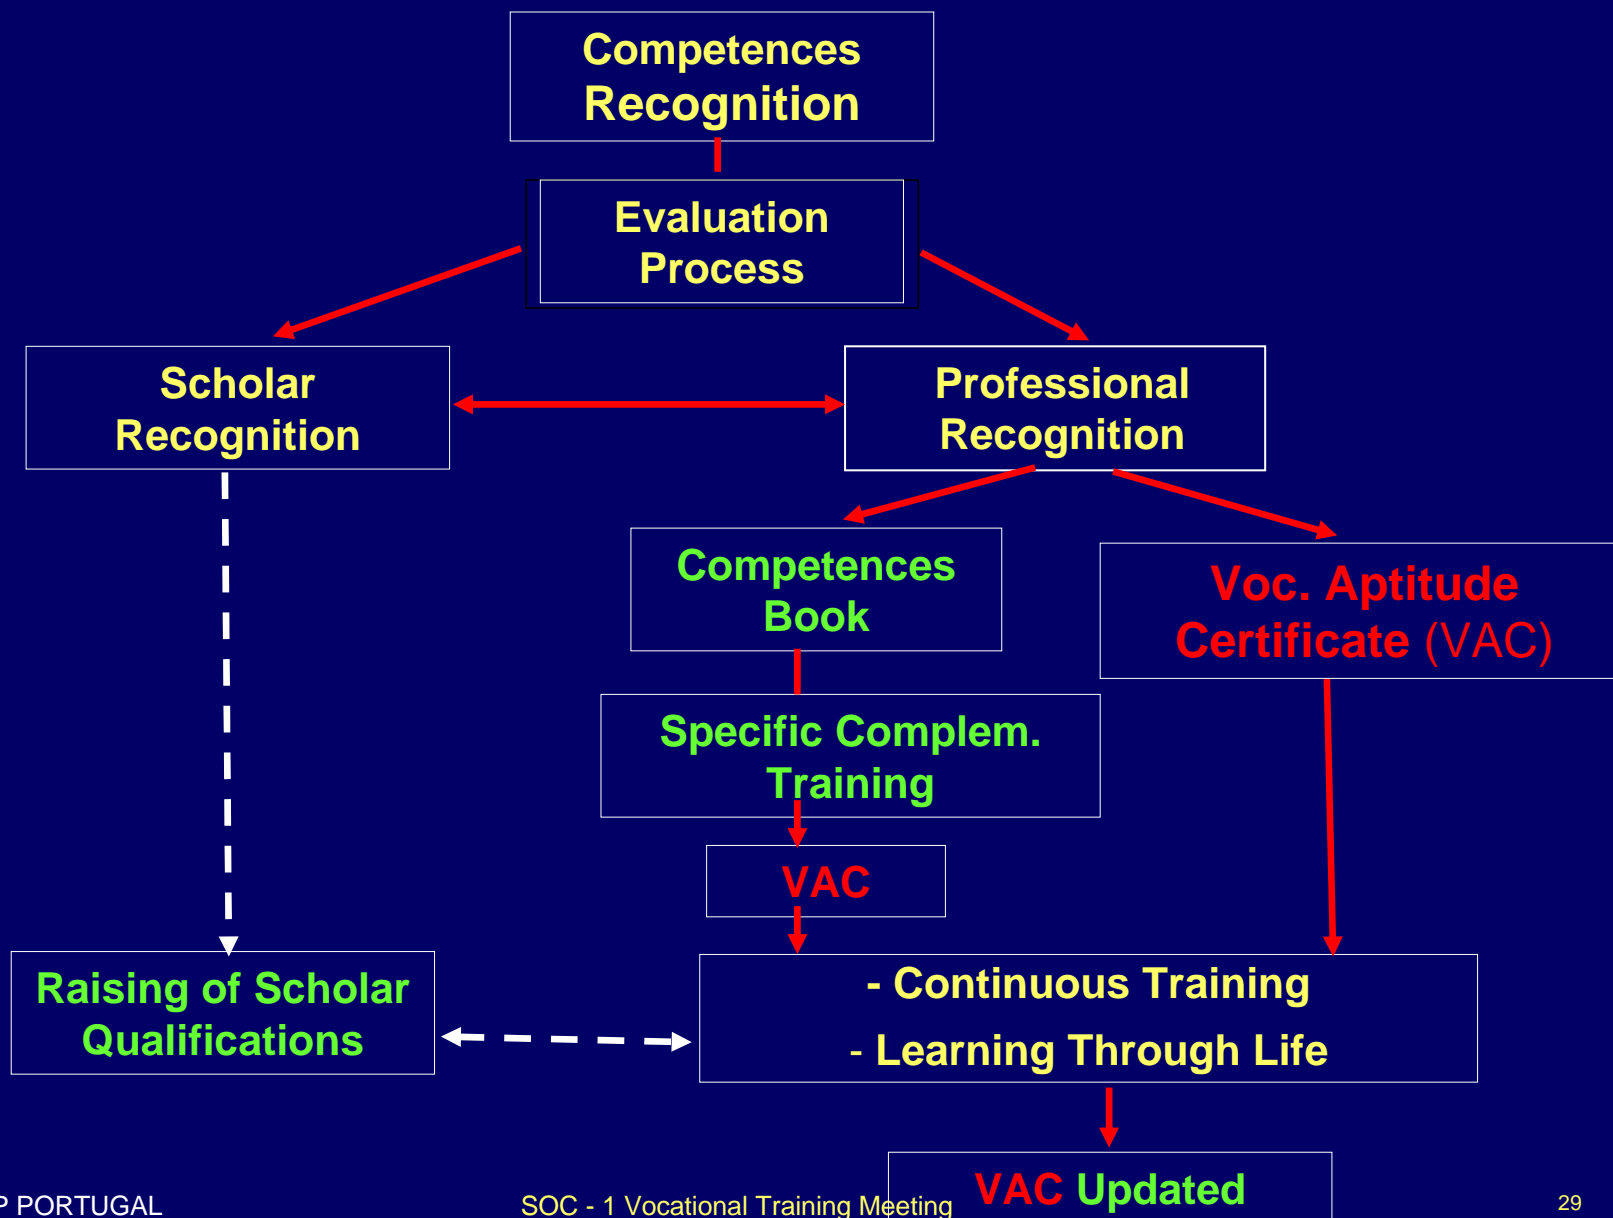 Competences
Recognition
Evaluation
Process
Scholar
Recognition
Professional
Recognition
Competences
Book
Voc. Aptitude
Certificate (VAC)
Specific Complem.
Training
VAC
Raising of Scholar
Qualifications
- Continuous Training
- Learning Through Life
VAC Updated
P PORTUGAL
SOC - 1 Vocational Training Meeting
29